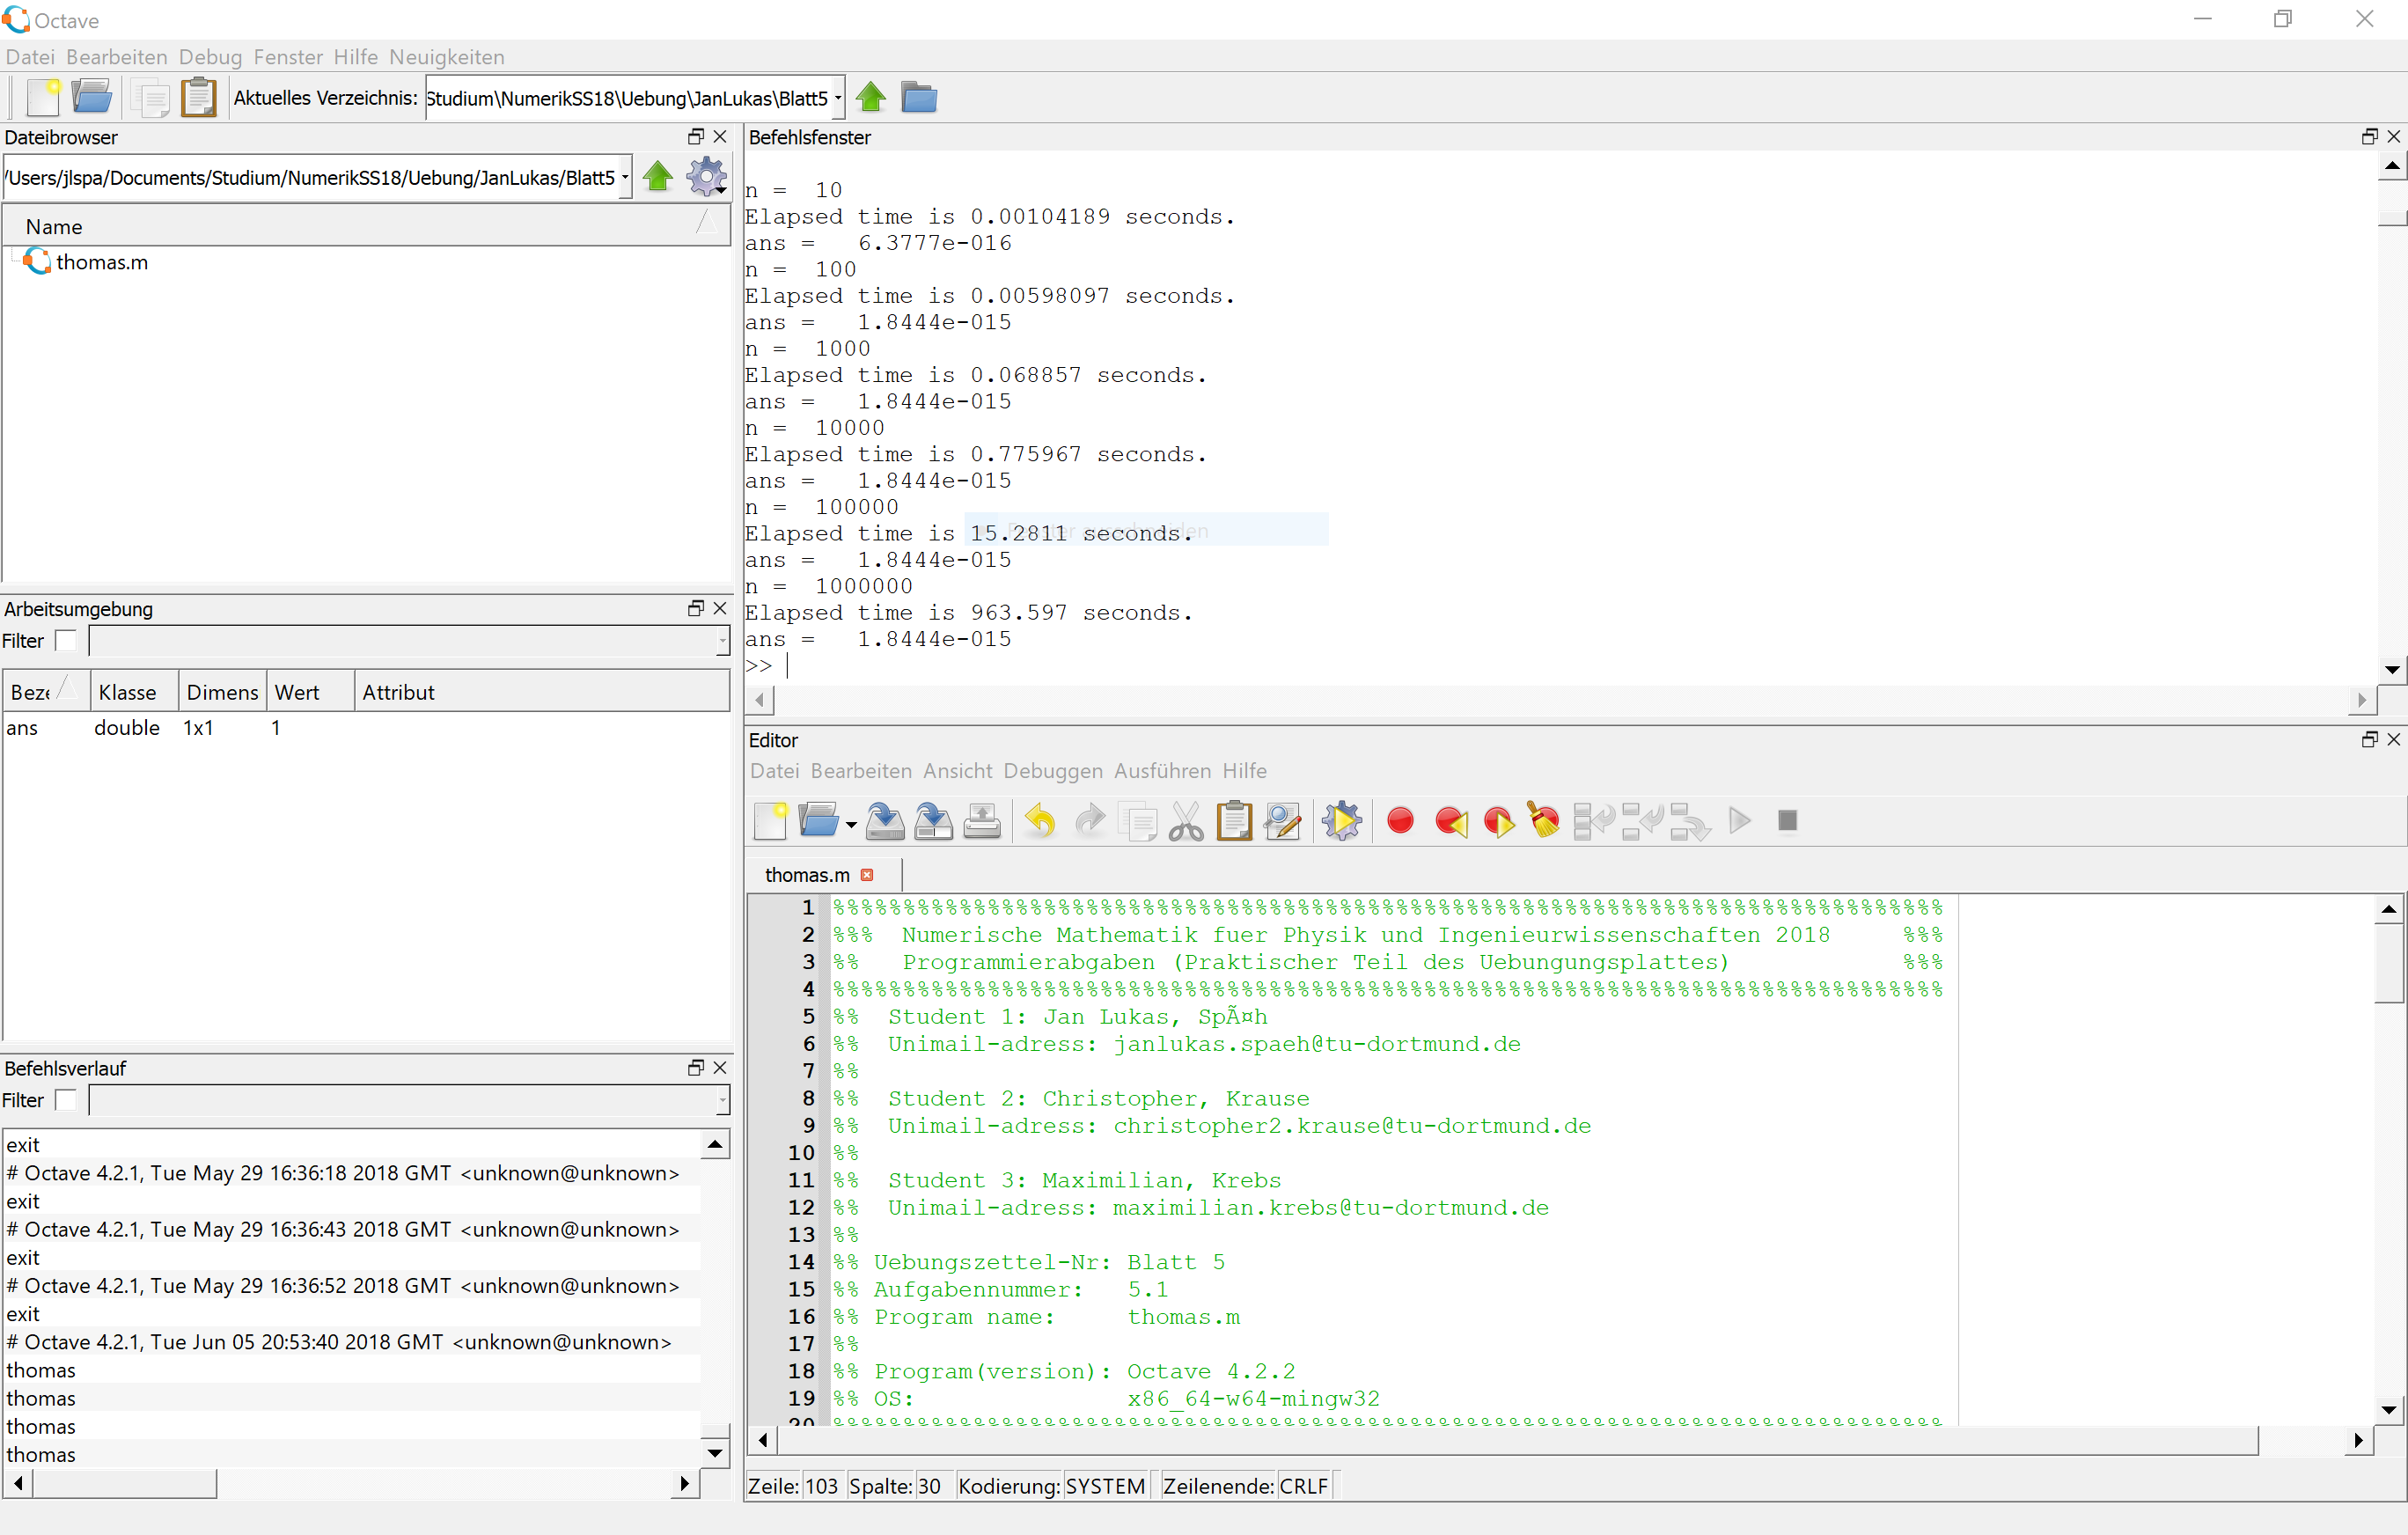 Octave
Datei Bearbeiten Debug Fenster Hilfe Neuigkeiten
Aktuelles Verzeichnis: Studium\NumerikSS18\Uebung\JanLukas\Blatt5
Dateibrowser
/Users/jlspa/Documents/Studium/NumerikSS18/Uebung/JanLukas/Blatt5
Name
thomas.m
Arbeitsumgebung
Filter
Beze Klasse Dimens Wert Attribut
ans double 1x1 1
Befehlsverlauf
Filter
exit
# Octave 4.2.1, Tue May 29 16:36:18 2018 GMT <unknown@unknown>
exit
# Octave 4.2.1, Tue May 29 16:36:43 2018 GMT <unknown@unknown>
exit
# Octave 4.2.1, Tue May 29 16:36:52 2018 GMT <unknown@unknown>
exit
# Octave 4.2.1, Tue Jun 05 20:53:40 2018 GMT <unknown@unknown>
thomas
thomas
thomas
thomas
Befehlsfenster
n = 10
Elapsed time is 0.00104189 seconds.
ans = 6.3777e-016
n = 100
Elapsed time is 0.00598097 seconds.
ans = 1.8444e-015
n = 1000
Elapsed time is 0.068857 seconds.
ans = 1.8444e-015
n = 10000
Elapsed time is 0.775967 seconds.
ans = 1.8444e-015
n = 100000
Elapsed time is 15.2811 seconds.
ans = 1.8444e-015
n = 1000000
Elapsed time is 963.597 seconds.
ans = 1.8444e-015
>>
Editor
Datei Bearbeiten Ansicht Debuggen Ausführen Hilfe
thomas.m
1 %%%%%%%%%%%%%%%%%%%%%%%%%%%%%%%%%%%%%%%%%%%%%%%%%%%%%%%%%%%%%%%%%%%%%%%%%%%%%%%
2 %%% Numerische Mathematik fuer Physik und Ingenieurwissenschaften 2018 %%%
3 %% Programmierabgaben (Praktischer Teil des Uebungungsplattes) %%%
4 %%%%%%%%%%%%%%%%%%%%%%%%%%%%%%%%%%%%%%%%%%%%%%%%%%%%%%%%%%%%%%%%%%%%%%%%%%%%%%%
5 %% Student 1: Jan Lukas, SpÃ¤h
6 %% Unimail-adress: janlukas.spaeh@tu-dortmund.de
7 %%
8 %% Student 2: Christopher, Krause
9 %% Unimail-adress: christopher2.krause@tu-dortmund.de
10 %%
11 %% Student 3: Maximilian, Krebs
12 %% Unimail-adress: maximilian.krebs@tu-dortmund.de
13 %%
14 %% Uebungszettel-Nr: Blatt 5
15 %% Aufgabennummer: 5.1
16 %% Program name: thomas.m
17 %%
18 %% Program(version): Octave 4.2.2
19 %% OS: x86_64-w64-mingw32
20 %%%%%%%%%%%%%%%%%%%%%%%%%%%%%%%%%%%%%%%%%%%%%%%%%%%%%%%%%%%%%%%%%%%%%%%%%%%%%%%
Zeile: 103 Spalte: 30 Kodierung: SYSTEM Zeilenende: CRLF